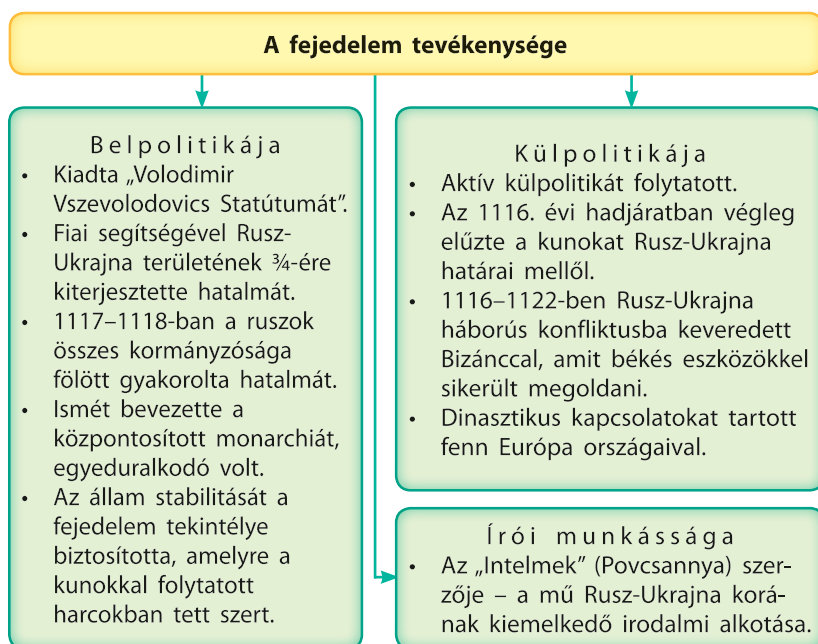 A fejedelem tevékenysége
Belpolitikája
• Kiadta „Volodimir
Vszevolodovics Statútumát”.
• Fiai segítségével Rusz-
Ukrajna területének ¾-ére
kiterjesztette hatalmát.
• 1117–1118-ban a ruszok
összes kormányzósága
fölött gyakorolta hatalmát.
• Ismét bevezette a
központosított monarchiát,
egyeduralkodó volt.
• Az állam stabilitását a
fejedelem tekintélye
biztosította, amelyre a
kunokkal folytatott
harcokban tett szert.
Külpolitikája
• Aktív külpolitikát folytatott.
• Az 1116. évi hadjáratban végleg
elűzte a kunokat Rusz-Ukrajna
határai mellől.
• 1116–1122-ben Rusz-Ukrajna
háborús konfliktusba keveredett
Bizánccal, amit békés eszközökkel
sikerült megoldani.
• Dinasztikus kapcsolatokat tartott
fenn Európa országaival.
Írói munkássága
• Az „Intelmek” (Povcsannya) szer-
zője – a mű Rusz-Ukrajna korá-
nak kiemelkedő irodalmi alkotása.